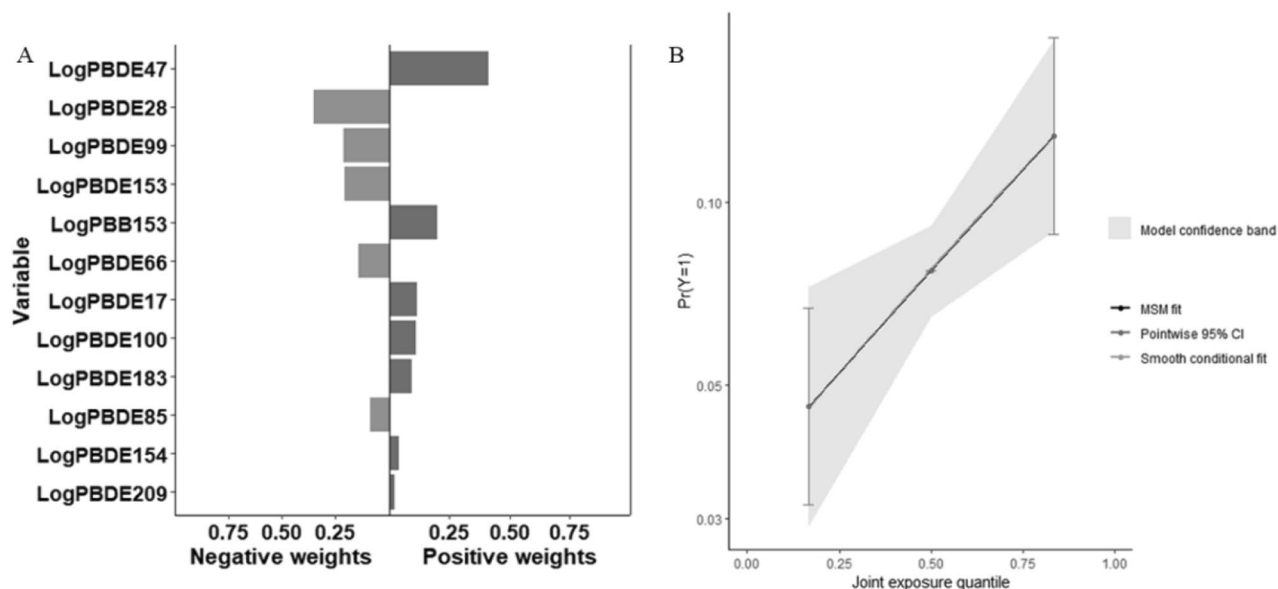 A
LogPBDE47
LogPBDE28
LogPBDE99
LogPBDE153
LogPBB153
LogPBDE66
LogPBDE17
LogPBDE100
LogPBDE183
LogPBDE85
LogPBDE154
LogPBDE209
Variable
0.75 0.50 0.25 0.25 0.50 0.75
Negative weights Positive weights
B
0.10
0.05
0.03
Pr(Y=1)
0.00 0.25 0.50 0.75 1.00
Joint exposure quantile
Model confidence band
MSM fit
Pointwise 95% CI
Smooth conditional fit